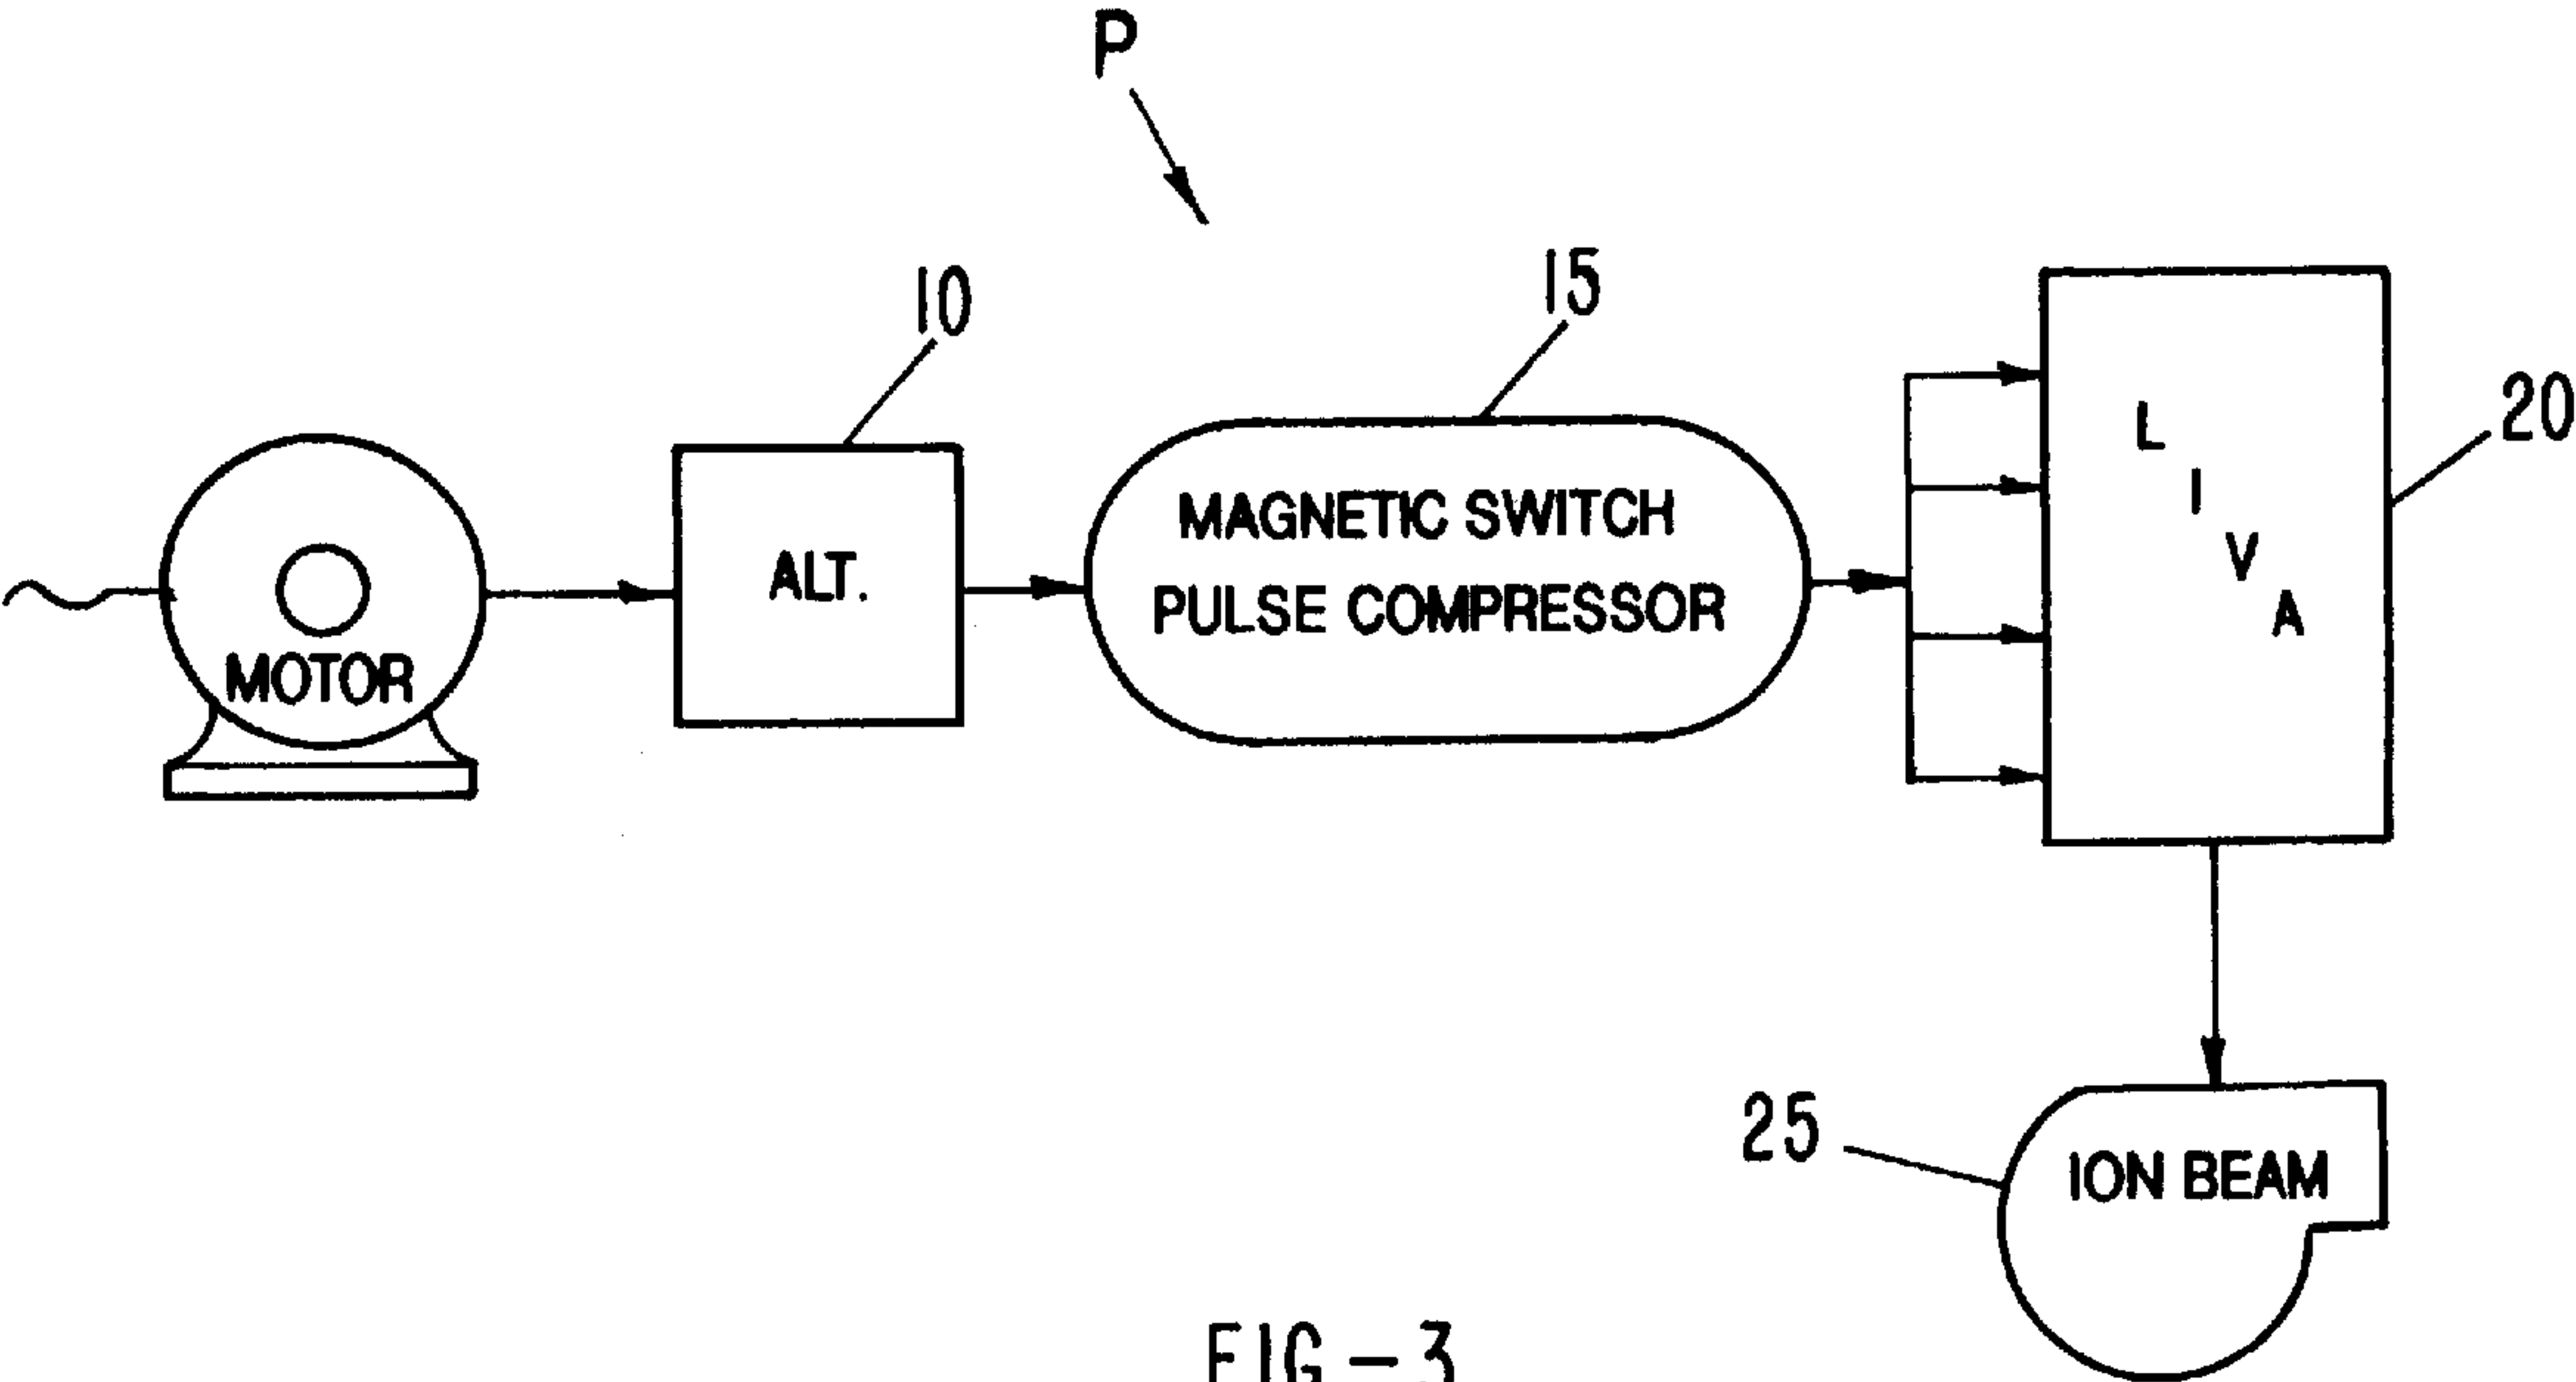 P
10
15
20
MOTOR
ALT.
MAGNETIC SWITCH
PULSE COMPRESSOR
L
I
V
A
25
ION BEAM
FIG-3